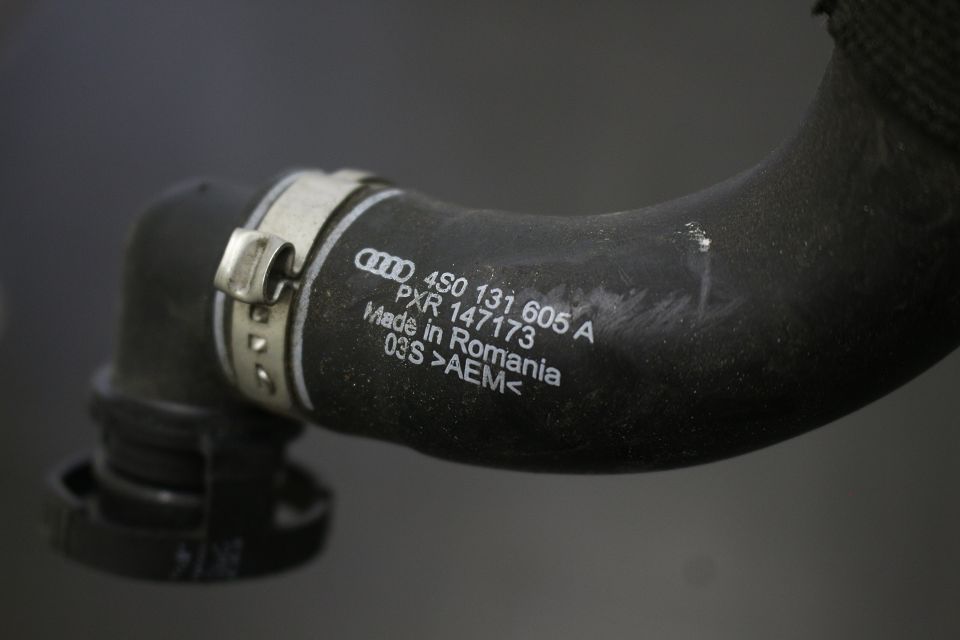 4S0 131 605 A
PXR 147173
Made in Romania
03S >AEM<